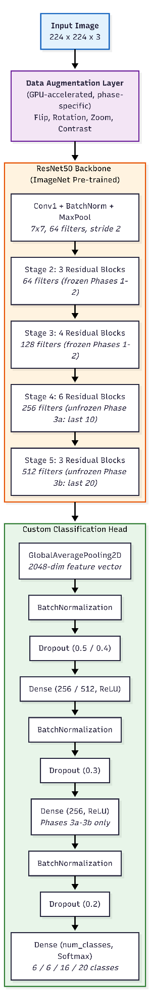 Input Image
224 x 224 x 3
Data Augmentation Layer
(GPU-accelerated, phase-
specific)
Flip, Rotation, Zoom,
Contrast
ResNet50 Backbone
(ImageNet Pre-trained)
Conv1 + BatchNorm +
MaxPool
7x7, 64 filters, stride 2
Stage 2: 3 Residual Blocks
64 filters (frozen Phases 1-
2)
Stage 3: 4 Residual Blocks
128 filters (frozen Phases 1-
2)
Stage 4: 6 Residual Blocks
256 filters (unfrozen Phase
3a: last 10)
Stage 5: 3 Residual Blocks
512 filters (unfrozen Phase
3b: last 20)
Custom Classification Head
GlobalAveragePooling2D
2048-dim feature vector
BatchNormalization
Dropout (0.5 / 0.4)
Dense (256 / 512, ReLU)
BatchNormalization
Dropout (0.3)
Dense (256, ReLU)
Phases 3a-3b only
BatchNormalization
Dropout (0.2)
Dense (num_classes,
Softmax)
6 / 6 / 16 / 20 classes